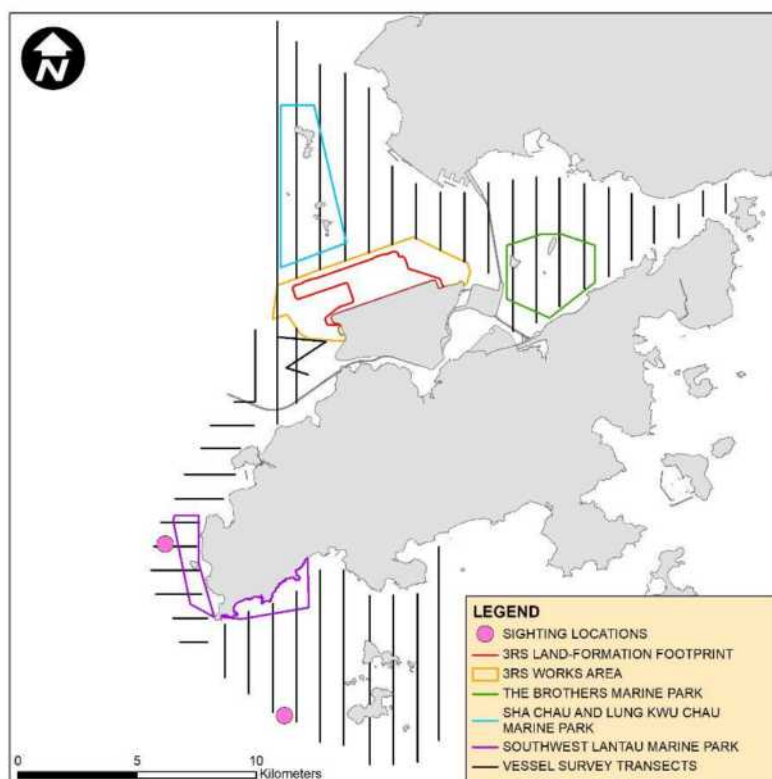 N
LEGEND
SIGHTING LOCATIONS
3RS LAND-FORMATION FOOTPRINT
3RS WORKS AREA
THE BROTHERS MARINE PARK
SHA CHAU AND LUNG KWU CHAU
MARINE PARK
SOUTHWEST LANTAU MARINE PARK
VESSEL SURVEY TRANSECTS
0 5 10
Kilometers